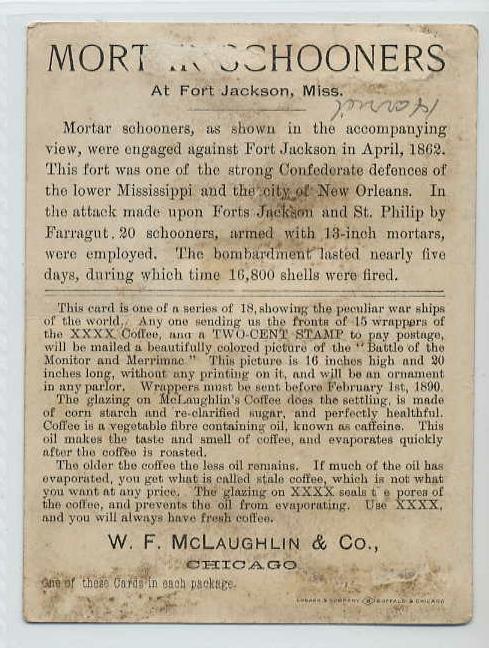 MORT SCHOONERS
At Fort Jackson, Miss.
Mortar schooners, as shown in the accompanying
view, were engaged against Fort Jackson in April, 1862.
This fort was one of the strong Confederate defences of
the lower Mississippi and the city of New Orleans. In
the attack made upon Forts Jackson and St. Philip by
Farragut, 20 schooners, armed with 13-inch mortars,
were employed. The bombardment lasted nearly five
days, during which time 16,800 shells were fired.
This card is one of a series of 18, showing the peculiar war ships
of the world. Any one sending us the fronts of 15 wrappers of
the XXXX Coffee, and a TWO-CENT STAMP to pay postage,
will be mailed a beautifully colored picture of the "Battle of the
Monitor and Merrimac." This picture is 16 inches high and 20
inches long, without any printing on it, and will be an ornament
in any parlor. Wrappers must be sent before February 1st, 1890.
The glazing on McLaughlin's Coffee does the settling, is made
of corn starch and re-clarified sugar, and perfectly healthful.
Coffee is a vegetable fibre containing oil, known as caffeine. This
oil makes the taste and smell of coffee, and evaporates quickly
after the coffee is roasted.
The older the coffee the less oil remains. If much of the oil has
evaporated, you get what is called stale coffee, which is not what
you want at any price. The glazing on XXXX seals t e pores of
the coffee, and prevents the oil from evaporating. Use XXXX,
and you will always have fresh coffee.
W. F. McLAUGHLIN & CO.,
CHICAGO
One of these Cards in each package.
& COMPANY BUFFALO & CHICAGO